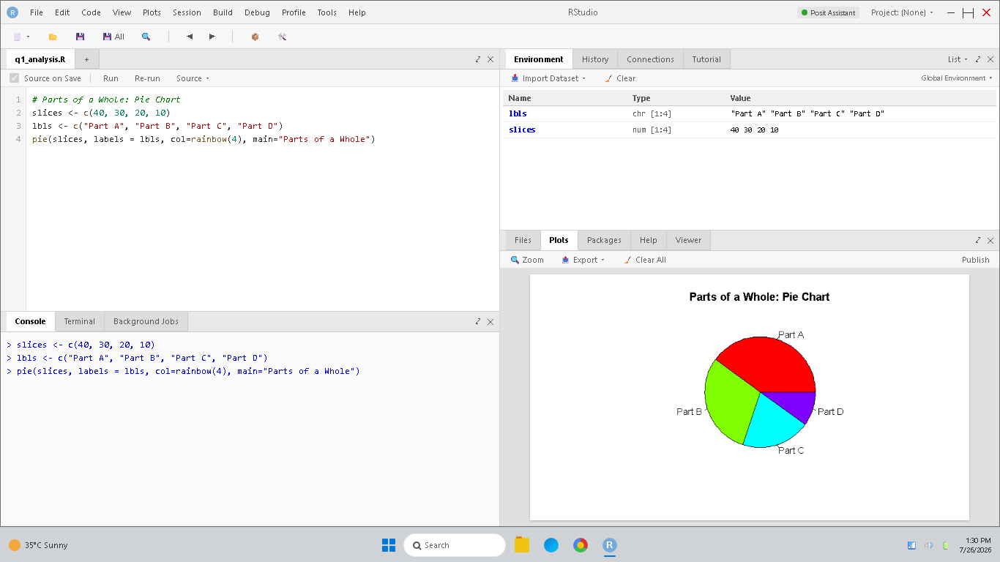 R File Edit Code View Plots Session Build Debug Profile Tools Help RStudio Posit Assistant Project: (None)
All
q1_analysis.R +
Source on Save Run Re-run Source
1 # Parts of a Whole: Pie Chart
2 slices <- c(40, 30, 20, 10)
3 lbls <- c("Part A", "Part B", "Part C", "Part D")
4 pie(slices, labels = lbls, col=rainbow(4), main="Parts of a Whole")
Console Terminal Background Jobs
> slices <- c(40, 30, 20, 10)
> lbls <- c("Part A", "Part B", "Part C", "Part D")
> pie(slices, labels = lbls, col=rainbow(4), main="Parts of a Whole")
Environment History Connections Tutorial List
Import Dataset Clear Global Environment
Name Type Value
lbls chr [1:4] "Part A" "Part B" "Part C" "Part D"
slices num [1:4] 40 30 20 10
Files Plots Packages Help Viewer
Zoom Export Clear All Publish
Parts of a Whole: Pie Chart
Part A
Part B
Part D
Part C
35°C Sunny Search R 1:30 PM
7/26/2026